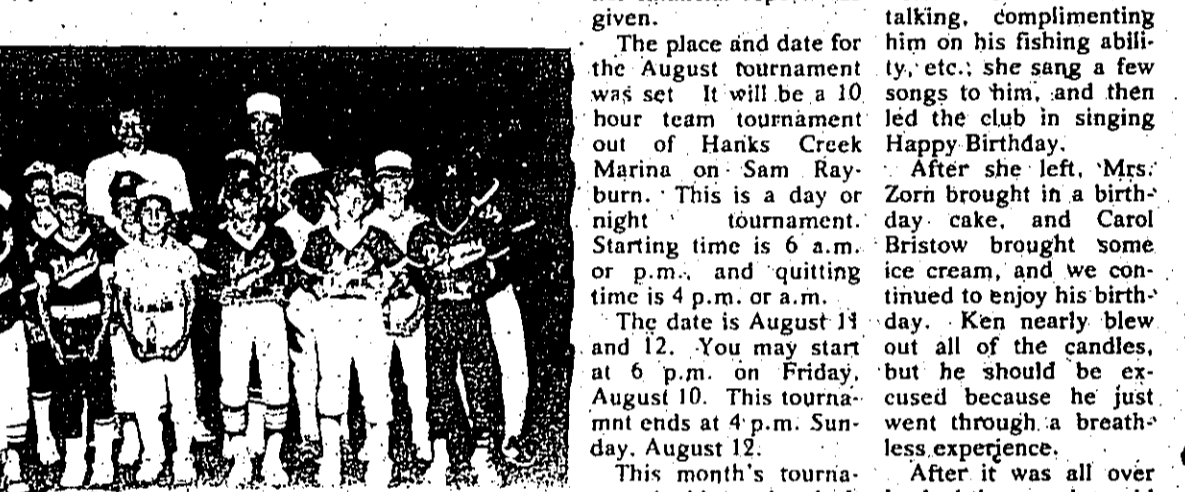 given.
The place and date for
the August tournament
was set It will be a 10
hour team tournament
out of Hanks Creek
Marina on Sam Ray-
burn. This is a day or
night tournament.
Starting time is 6 a.m.
or p.m., and quitting
time is 4 p.m. or a.m.
The date is August 11
and 12. You may start
at 6 p.m. on Friday,
August 10. This tourna-
mnt ends at 4 p.m. Sun-
day, August 12.
This month's tourna-
talking, complimenting
him on his fishing abili-
ty, etc.; she sang a few
songs to him, and then
led the club in singing
Happy Birthday.
After she left, Mrs.
Zorn brought in a birth-
day cake, and Carol
Bristow brought some
ice cream, and we con-
tinued to enjoy his birth-
day. Ken nearly blew
out all of the candles,
but he should be ex-
cused because he just
went through a breath-
less experience.
After it was all over